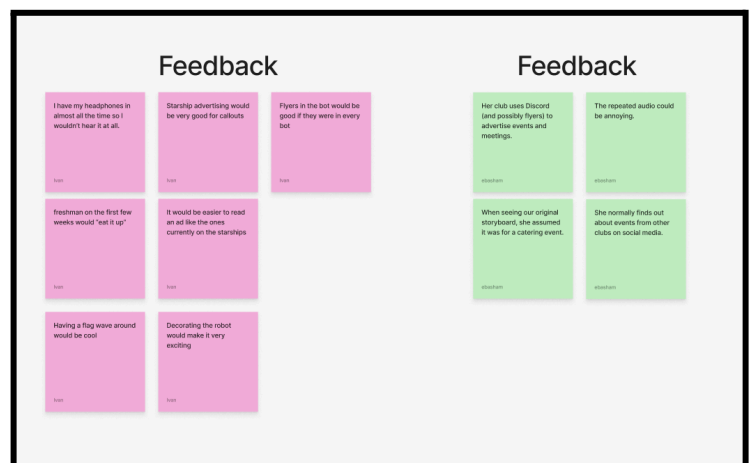 Feedback
I have my headphones in
almost all the time so I
wouldn't hear it at all.
Ivan
Starship advertising would
be very good for callouts
Ivan
Flyers in the bot would be
good if they were in every
bot
Ivan
freshman on the first few
weeks would "eat it up"
Ivan
It would be easier to read
an ad like the ones
currently on the starships
Ivan
Having a flag wave around
would be cool
Ivan
Decorating the robot
would make it very
exciting
Ivan
Feedback
Her club uses Discord
(and possibly flyers) to
advertise events and
meetings.
ebasham
The repeated audio could
be annoying.
ebasham
When seeing our original
storyboard, she assumed
it was for a catering event.
ebasham
She normally finds out
about events from other
clubs on social media.
ebasham